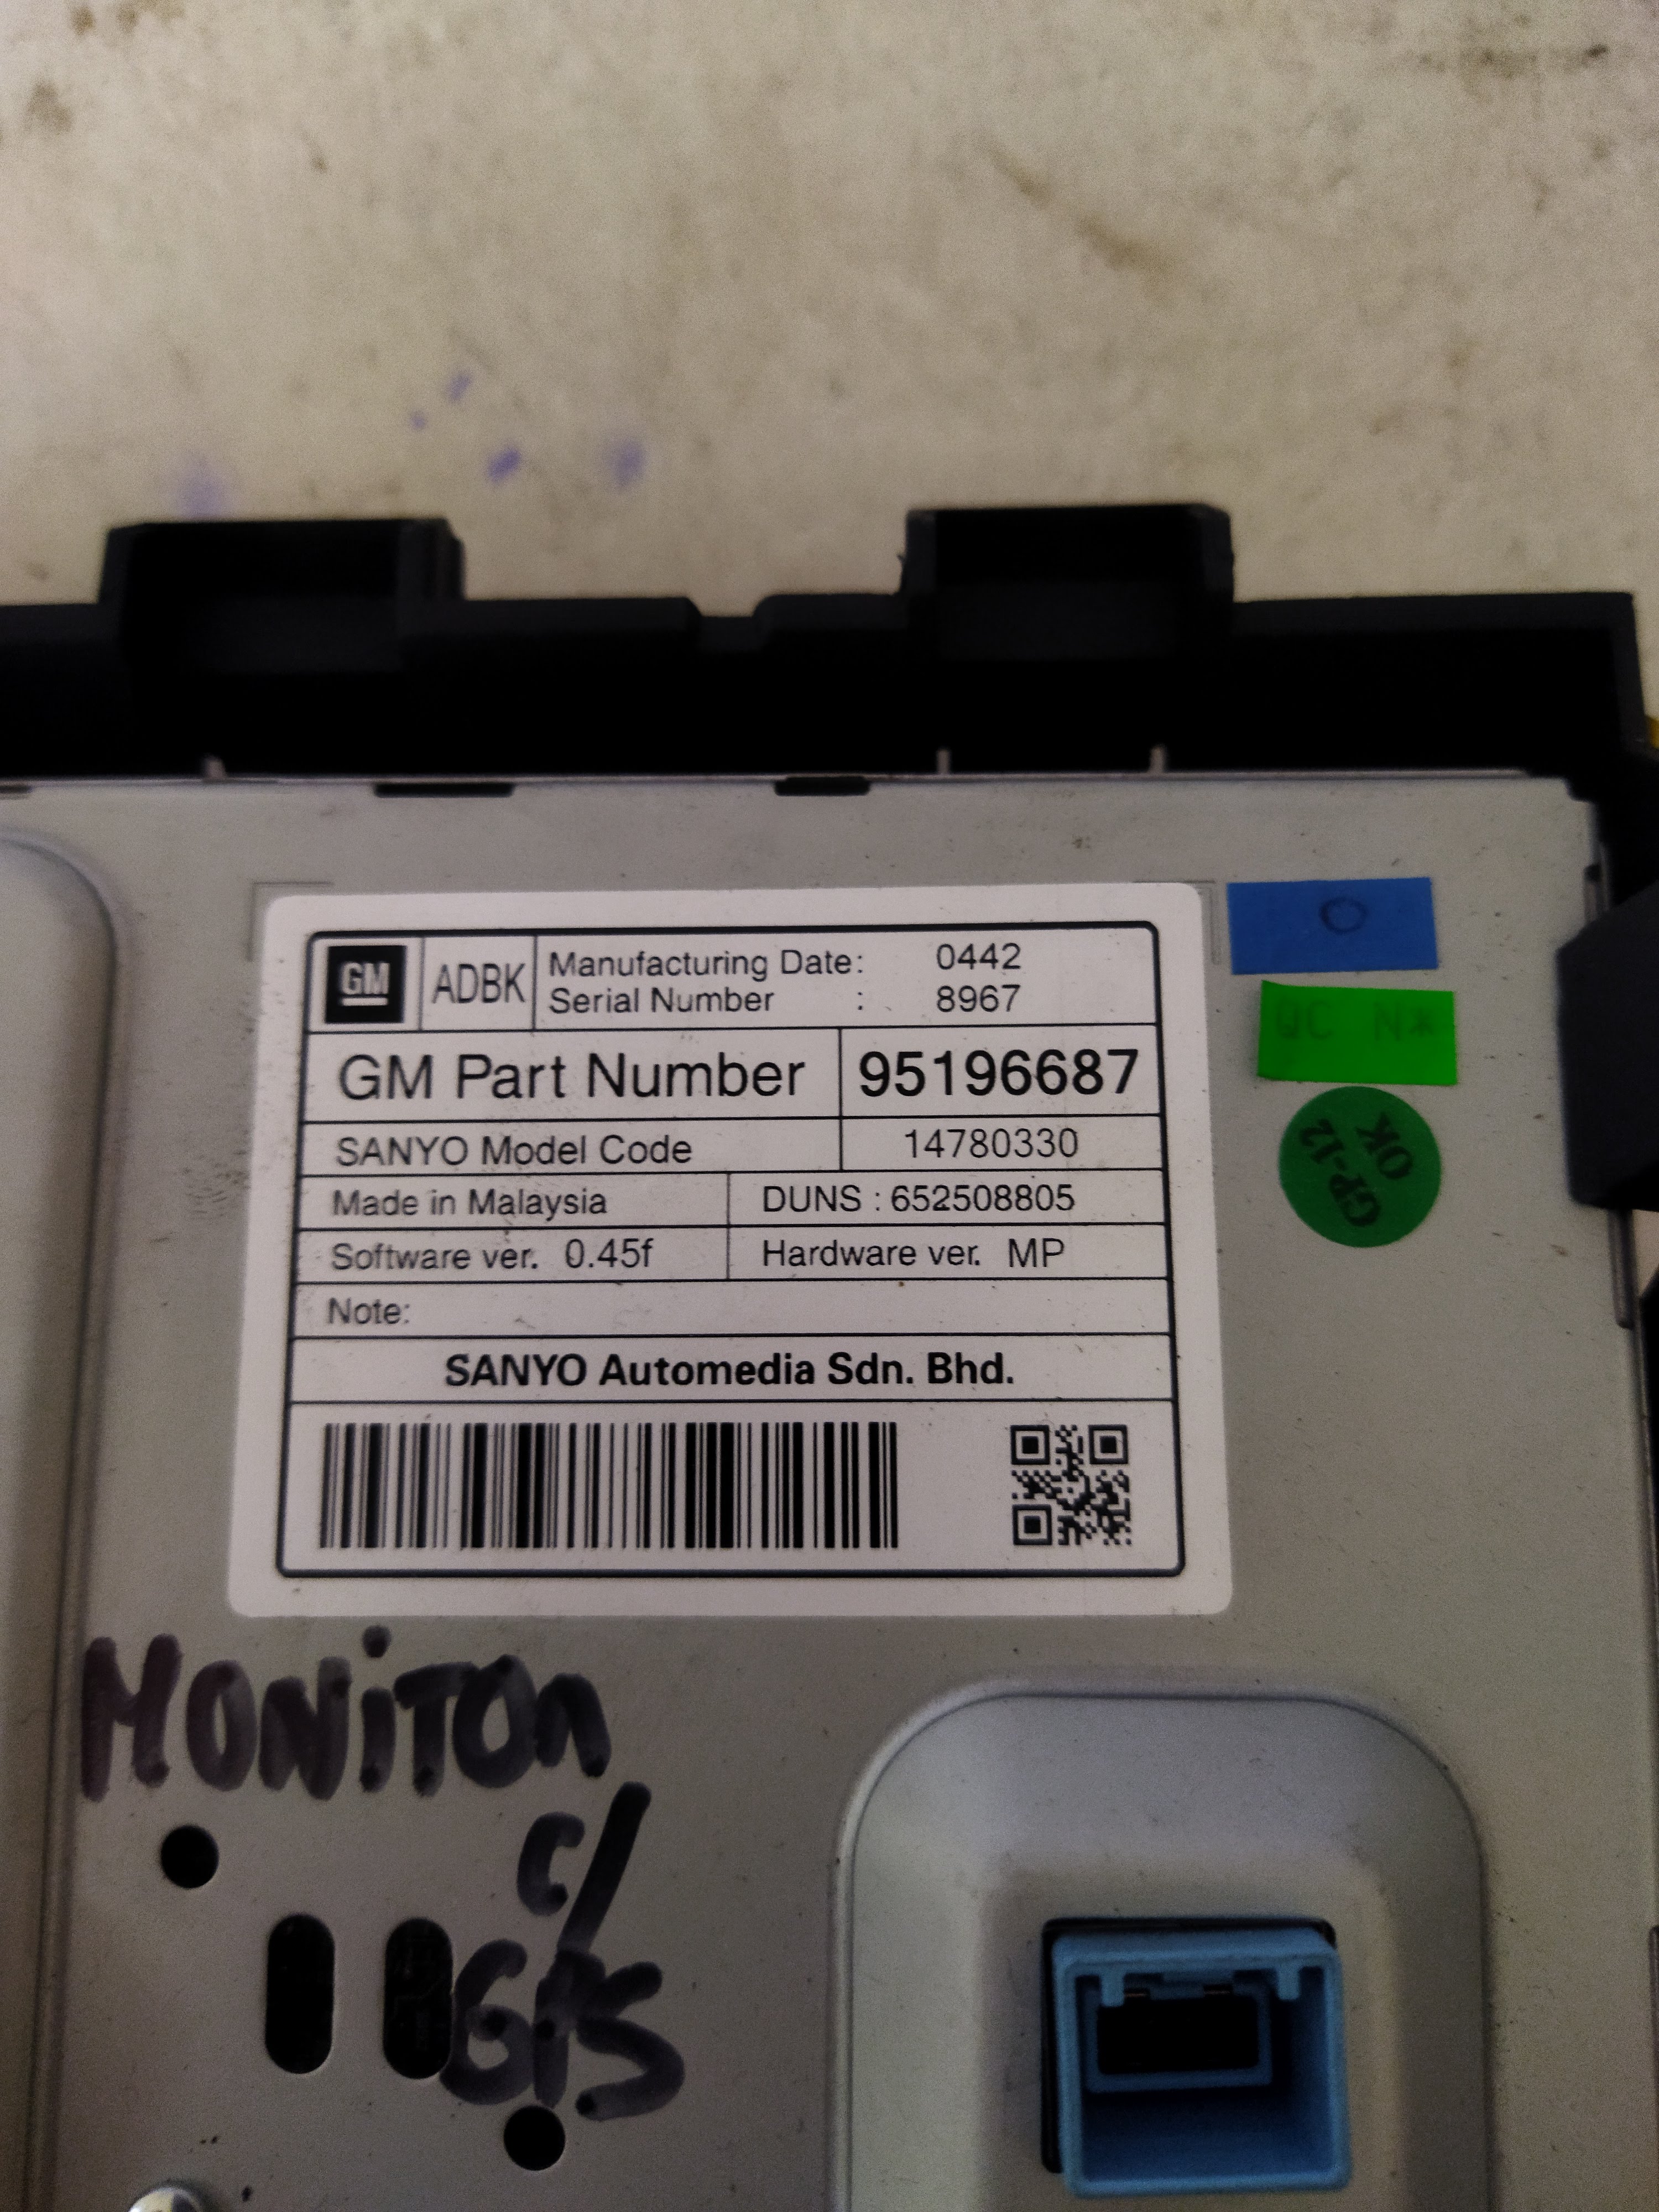 GM ADBK Manufacturing Date: 0442
Serial Number : 8967
GM Part Number 95196687
SANYO Model Code 14780330
Made in Malaysia DUNS : 652508805
Software ver. 0.45f Hardware ver. MP
Note:
SANYO Automedia Sdn. Bhd.
O
QC N*
GP-12
OK
MONiTOR
C/
GPS